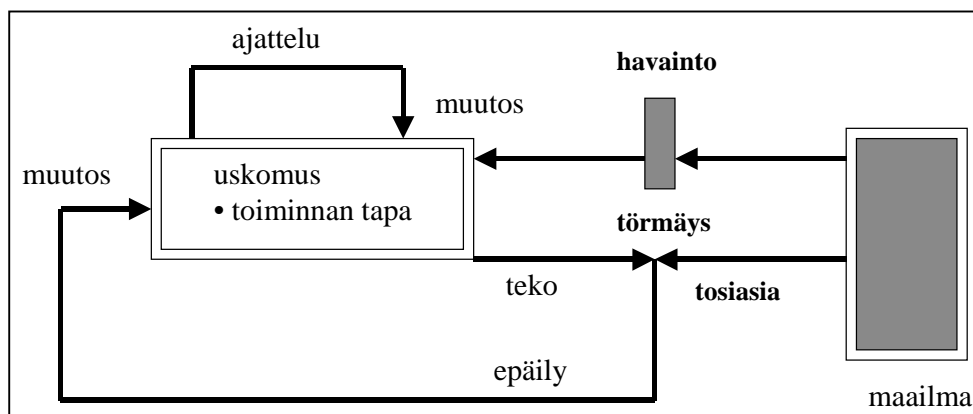 ajattelu
havainto
muutos
muutos
uskomus
• toiminnan tapa
törmäys
teko
tosiasia
epäily
maailma